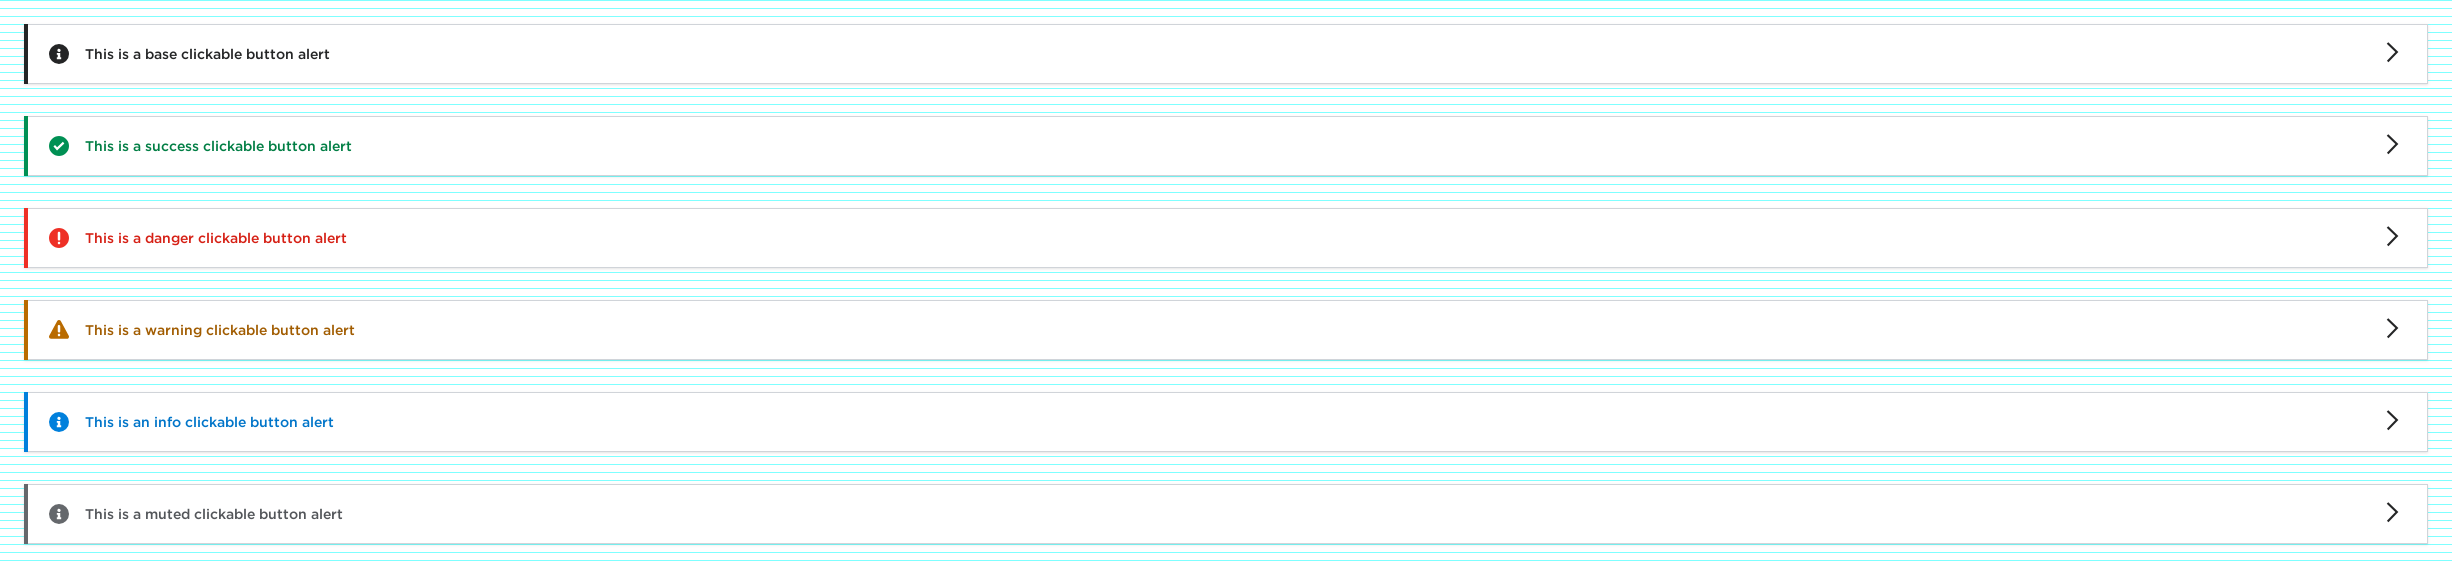 This is a base clickable button alert
This is a success clickable button alert
This is a danger clickable button alert
This is a warning clickable button alert
This is an info clickable button alert
This is a muted clickable button alert